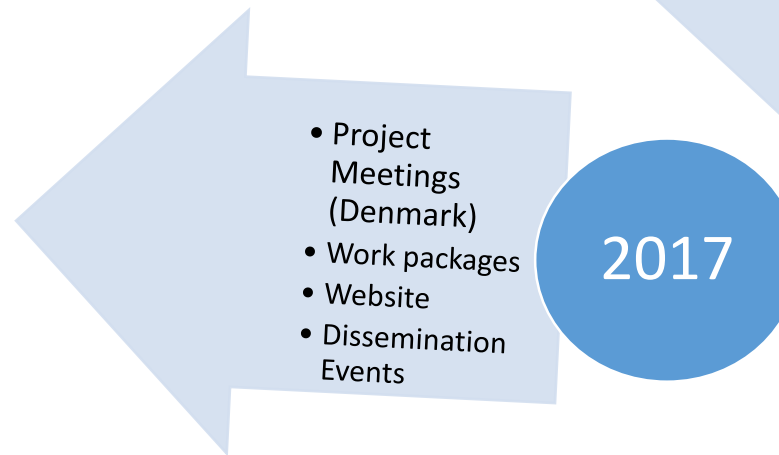 • Project
Meetings
(Denmark)
• Work packages
• Website
• Dissemination
Events
2017